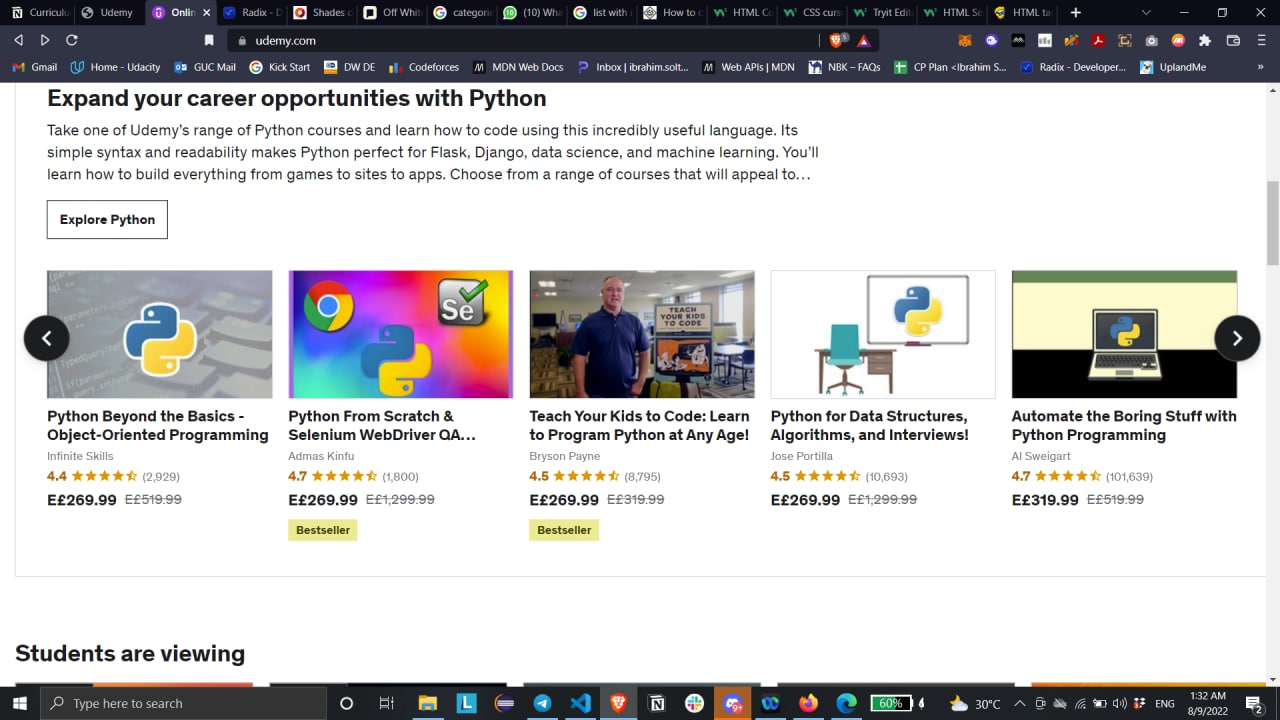 Curriculu
Udemy
Onlin
Radix - D
Shades o
Off White
categorie
(10) Wha
list with r
How to c
HTML Co
CSS curs
Tryit Edit
HTML Se
HTML ta
udemy.com
5
Gmail
Home - Udacity
GUC Mail
Kick Start
DW DE
Codeforces
MDN Web Docs
Inbox | ibrahim.solt...
Web APIs | MDN
NBK – FAQs
CP Plan <Ibrahim S...
Radix - Developer...
UplandMe
»
Expand your career opportunities with Python
Take one of Udemy’s range of Python courses and learn how to code using this incredibly useful language. Its
simple syntax and readability makes Python perfect for Flask, Django, data science, and machine learning. You’ll
learn how to build everything from games to sites to apps. Choose from a range of courses that will appeal to…
Explore Python
Se
TEACH
YOUR KIDS
TO CODE
Python Beyond the Basics -
Object-Oriented Programming
Infinite Skills
4.4 (2,929)
E£269.99 E£519.99
Python From Scratch &
Selenium WebDriver QA…
Admas Kinfu
4.7 (1,800)
E£269.99 E£1,299.99
Bestseller
Teach Your Kids to Code: Learn
to Program Python at Any Age!
Bryson Payne
4.5 (8,795)
E£269.99 E£319.99
Bestseller
Python for Data Structures,
Algorithms, and Interviews!
Jose Portilla
4.5 (10,693)
E£269.99 E£1,299.99
Automate the Boring Stuff with
Python Programming
Al Sweigart
4.7 (101,639)
E£319.99 E£519.99
Students are viewing
Type here to search
60%
30°C
ENG
1:32 AM
8/9/2022
2